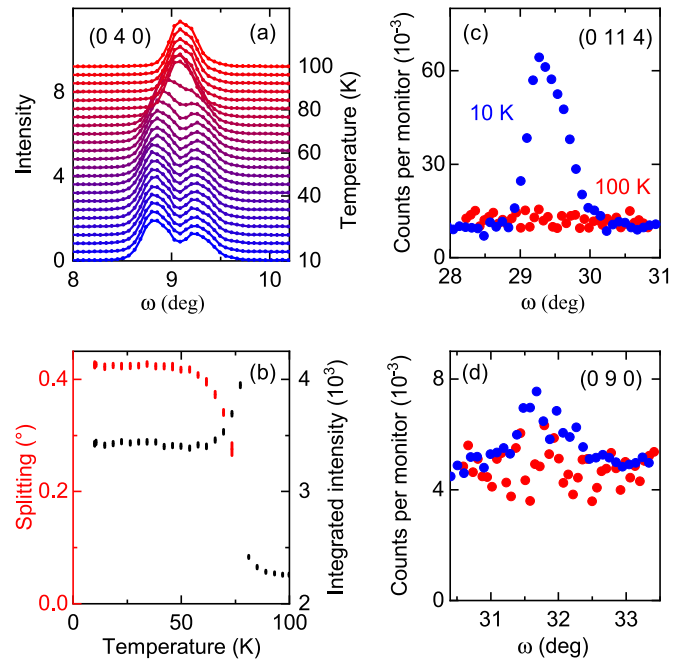 (0 4 0)
(a)
Intensity
8
4
0
100
80
60
40
10
Temperature (K)
8 9 10
ω (deg)
(c)
(0 11 4)
Counts per monitor (10⁻³)
60
30
0
10 K
100 K
28 29 30 31
ω (deg)
(b)
Splitting (°)
0.4
0.2
0.0
4
3
2
Integrated intensity (10³)
0 50 100
Temperature (K)
(d)
(0 9 0)
Counts per monitor (10⁻³)
8
4
0
31 32 33
ω (deg)